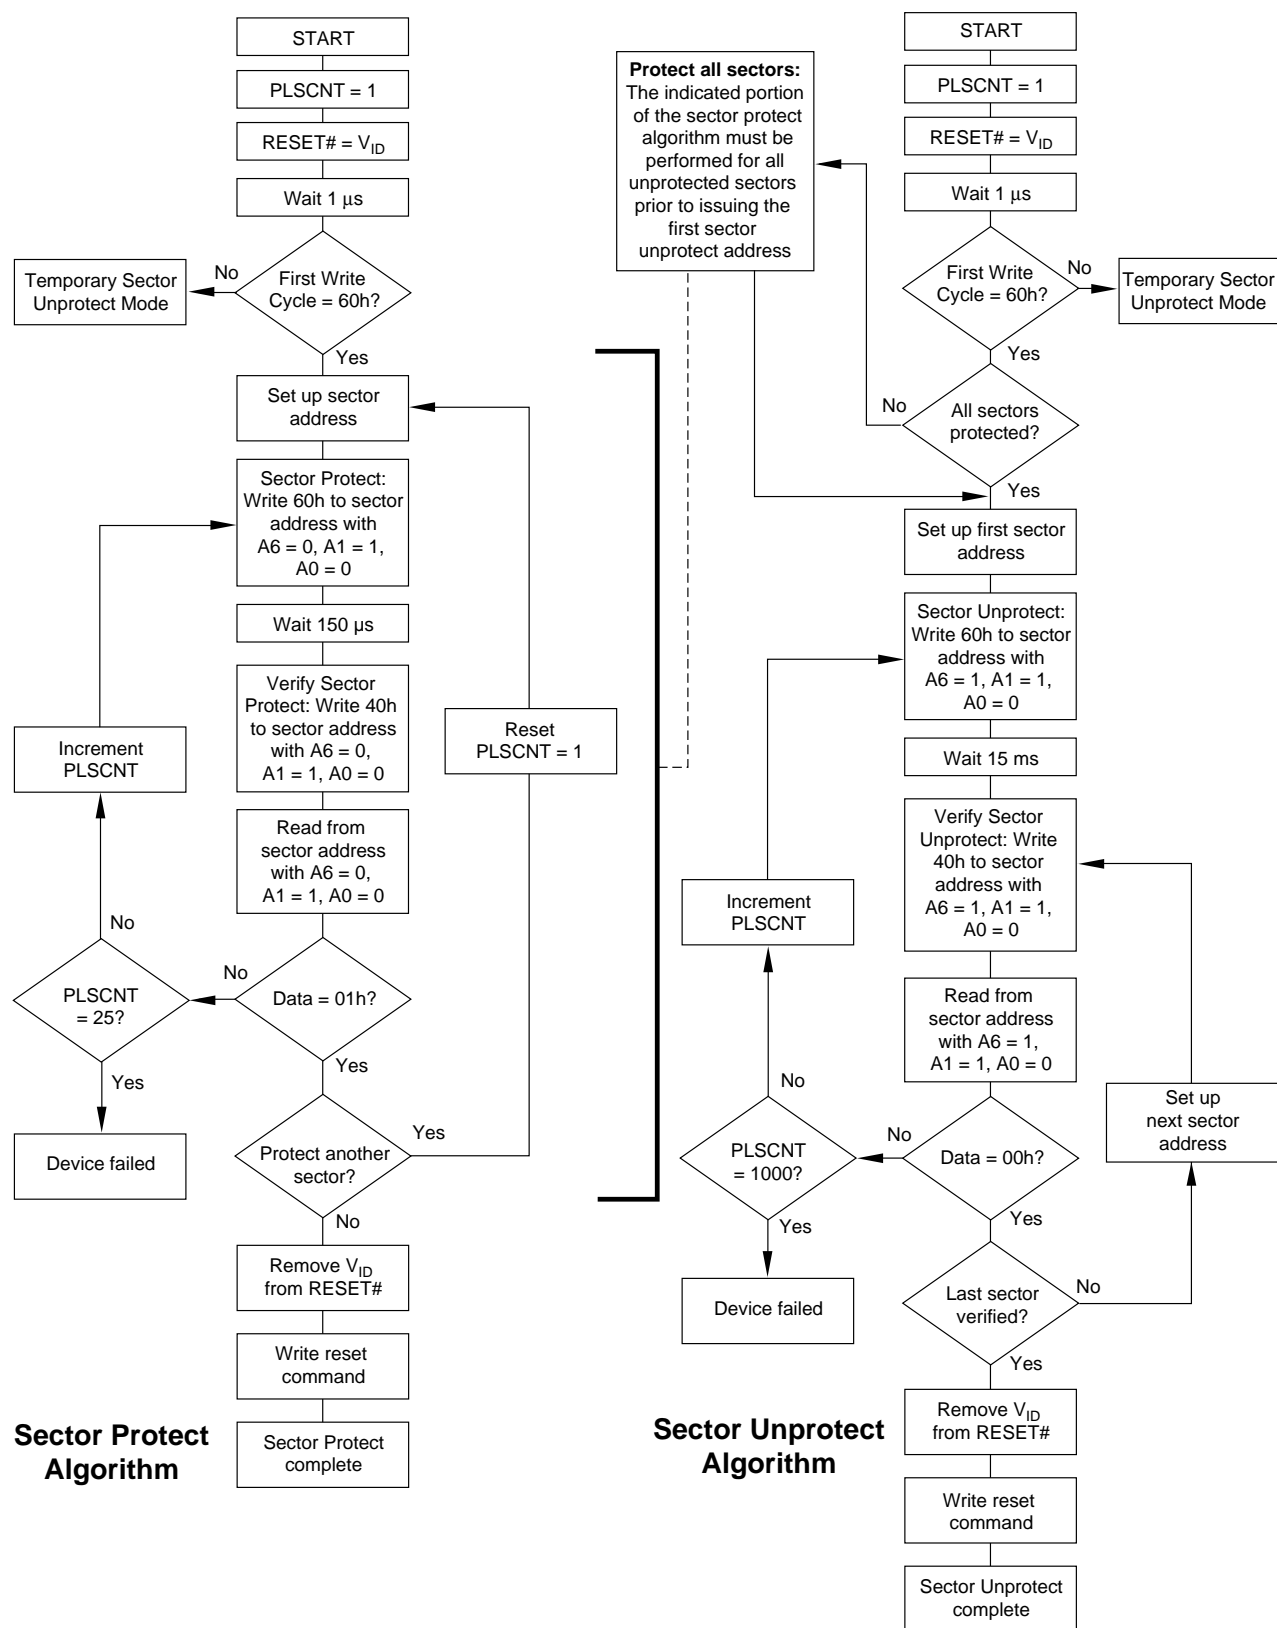 START
PLSCNT = 1
RESET# = VID
Wait 1 μs
First Write
Cycle = 60h?
No
Temporary Sector
Unprotect Mode
Yes
Set up sector
address
Sector Protect:
Write 60h to sector
address with
A6 = 0, A1 = 1,
A0 = 0
Wait 150 µs
Verify Sector
Protect: Write 40h
to sector address
with A6 = 0,
A1 = 1, A0 = 0
Increment
PLSCNT
Reset
PLSCNT = 1
Read from
sector address
with A6 = 0,
A1 = 1, A0 = 0
No
PLSCNT
= 25?
No
Data = 01h?
Yes
Yes
Device failed
Protect another
sector?
Yes
No
Remove VID
from RESET#
Write reset
command
Sector Protect
complete
Sector Protect
Algorithm
Protect all sectors:
The indicated portion
of the sector protect
algorithm must be
performed for all
unprotected sectors
prior to issuing the
first sector
unprotect address
START
PLSCNT = 1
RESET# = VID
Wait 1 μs
First Write
Cycle = 60h?
No
Temporary Sector
Unprotect Mode
Yes
No
All sectors
protected?
Yes
Set up first sector
address
Sector Unprotect:
Write 60h to sector
address with
A6 = 1, A1 = 1,
A0 = 0
Wait 15 ms
Verify Sector
Unprotect: Write
40h to sector
address with
A6 = 1, A1 = 1,
A0 = 0
Increment
PLSCNT
Read from
sector address
with A6 = 1,
A1 = 1, A0 = 0
No
PLSCNT
= 1000?
No
Data = 00h?
Set up
next sector
address
Yes
Yes
Device failed
Last sector
verified?
No
Yes
Remove VID
from RESET#
Write reset
command
Sector Unprotect
complete
Sector Unprotect
Algorithm